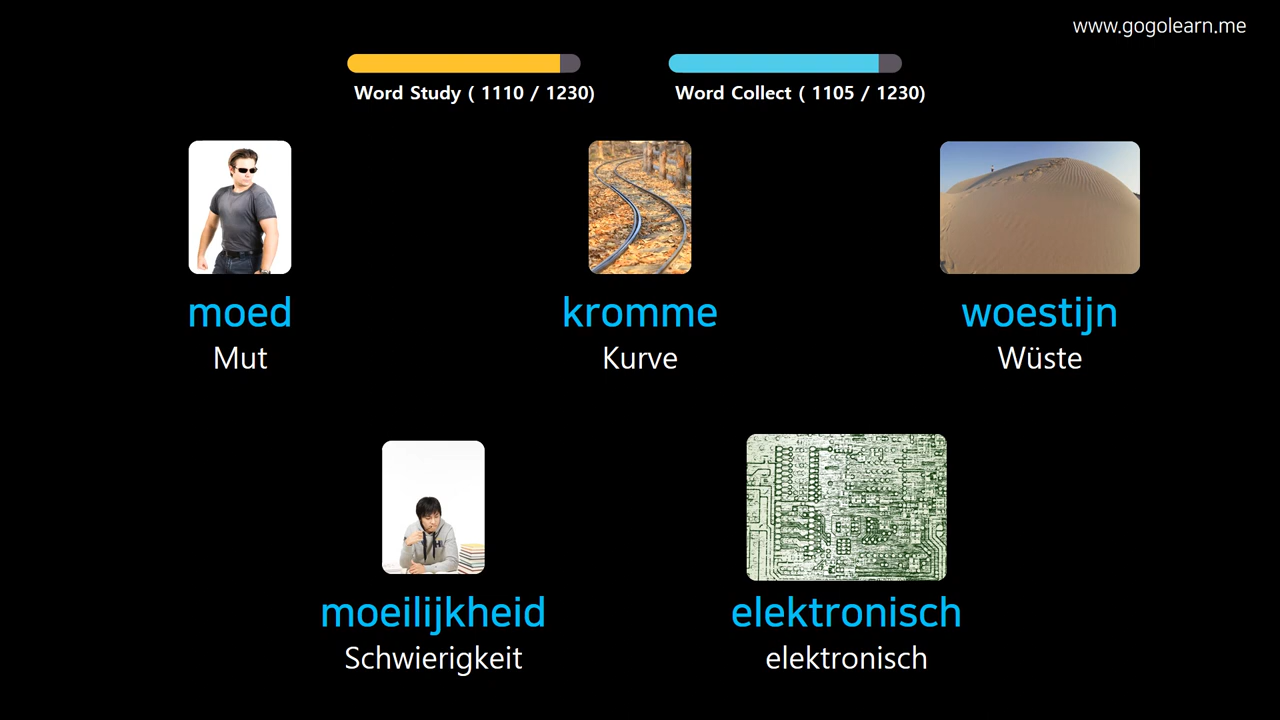 www.gogolearn.me
Word Study ( 1110 / 1230)
Word Collect ( 1105 / 1230)
moed
kromme
woestijn
Mut
Kurve
Wüste
moeilijkheid
elektronisch
Schwierigkeit
elektronisch